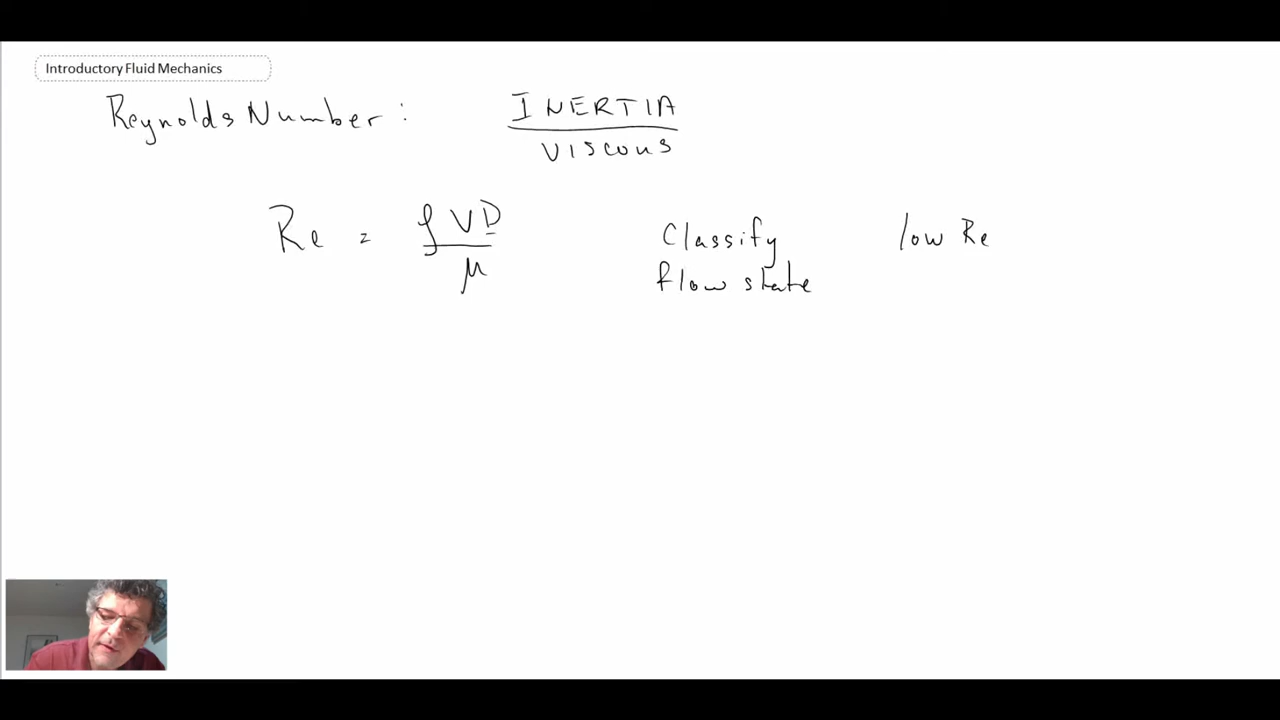 Introductory Fluid Mechanics
Reynolds Number : INERTIA
VISCOUS
Re = ρVD
μ
Classify low Re
flow state